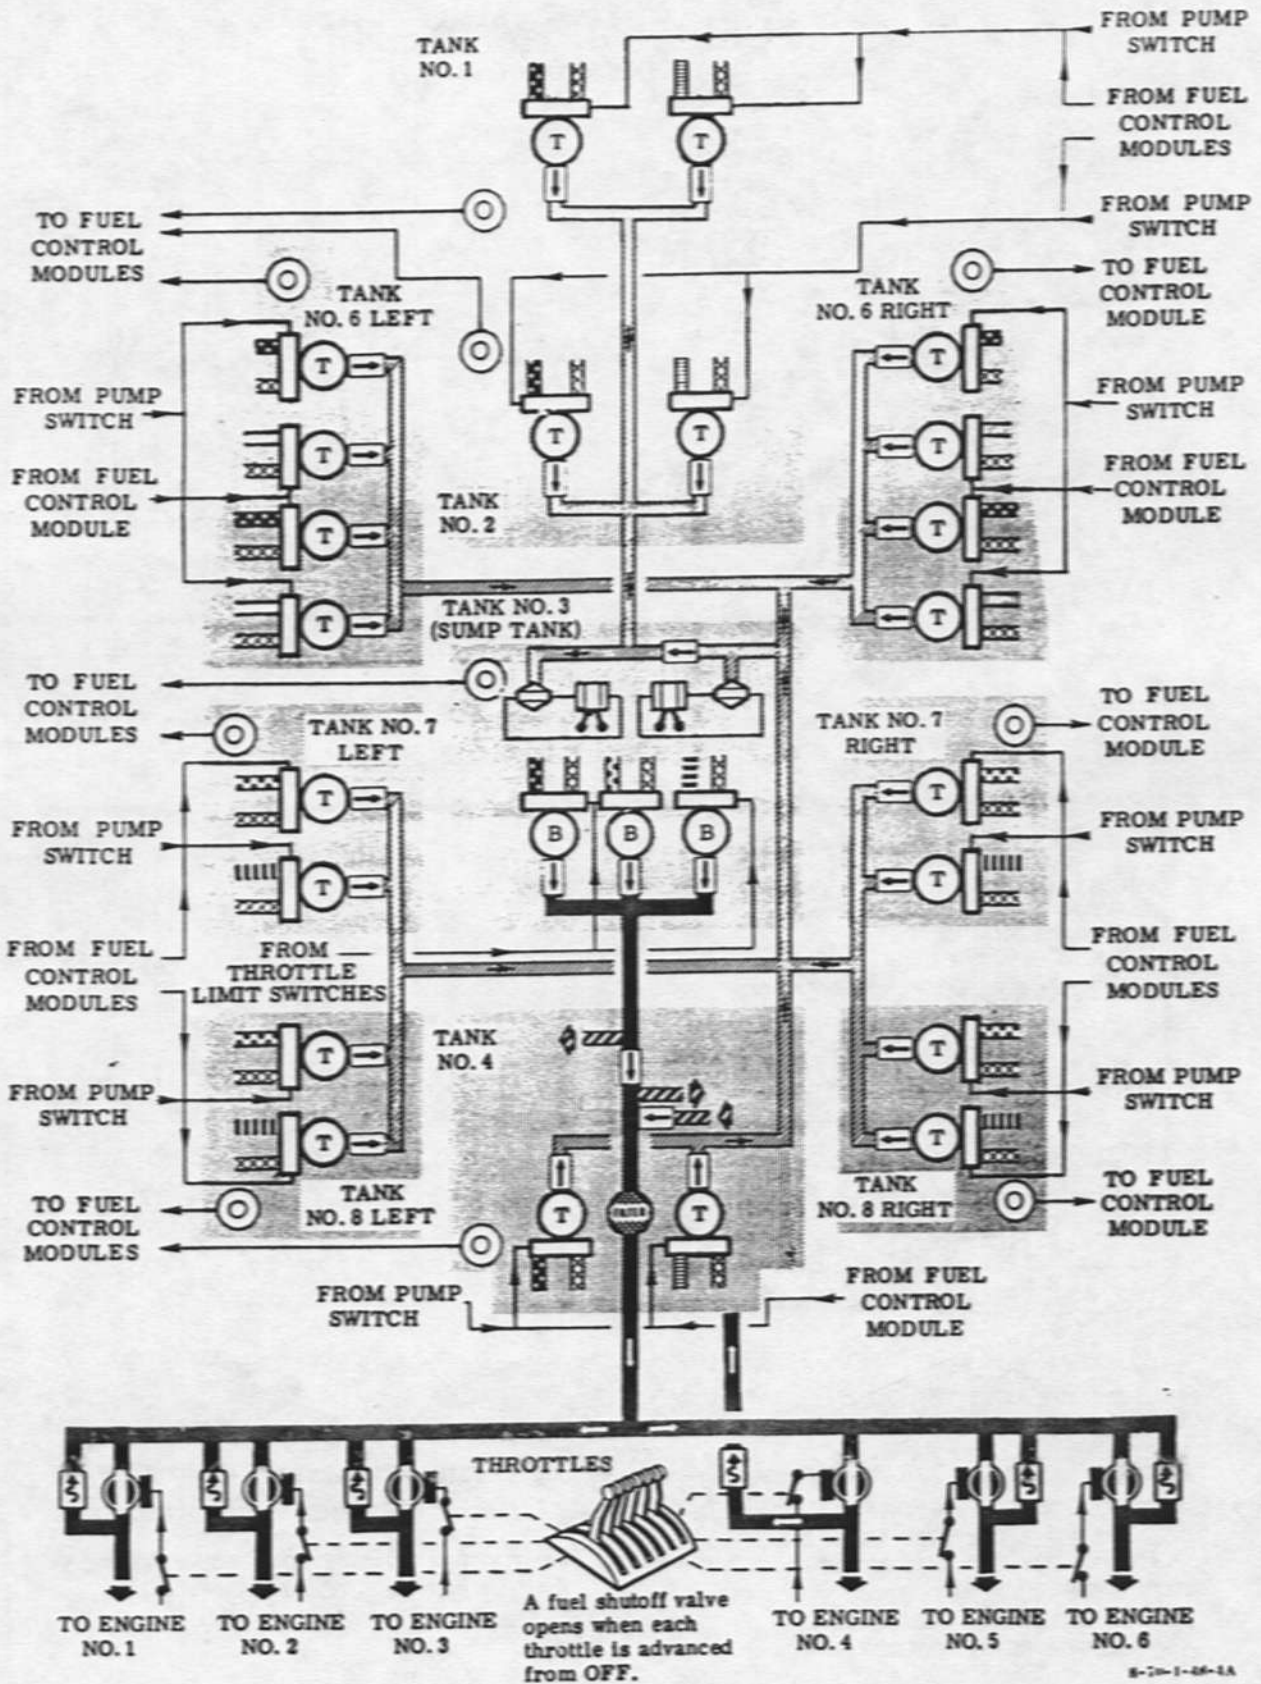 TANK
NO. 1
FROM PUMP
SWITCH
FROM FUEL
CONTROL
MODULES
FROM PUMP
SWITCH
TO FUEL
CONTROL
MODULES
TO FUEL
CONTROL
MODULE
TANK
NO. 6 LEFT
TANK
NO. 6 RIGHT
T
T
T
T
T
T
FROM PUMP
SWITCH
FROM PUMP
SWITCH
T
T
T
T
FROM FUEL
CONTROL
MODULE
FROM FUEL
CONTROL
MODULE
TANK
NO. 2
T
T
T
T
TANK NO. 3
(SUMP TANK)
TO FUEL
CONTROL
MODULES
TO FUEL
CONTROL
MODULE
TANK NO. 7
LEFT
TANK NO. 7
RIGHT
T
T
FROM PUMP
SWITCH
B
B
B
FROM PUMP
SWITCH
T
T
FROM FUEL
CONTROL
MODULES
FROM
THROTTLE
LIMIT SWITCHES
FROM FUEL
CONTROL
MODULES
TANK
NO. 4
T
T
FROM PUMP
SWITCH
FROM PUMP
SWITCH
T
T
TANK
NO. 8 LEFT
TANK
NO. 8 RIGHT
TO FUEL
CONTROL
MODULES
TO FUEL
CONTROL
MODULE
T
FILTER
T
FROM PUMP
SWITCH
FROM FUEL
CONTROL
MODULE
THROTTLES
A fuel shutoff valve
opens when each
throttle is advanced
from OFF.
TO ENGINE
NO. 1
TO ENGINE
NO. 2
TO ENGINE
NO. 3
TO ENGINE
NO. 4
TO ENGINE
NO. 5
TO ENGINE
NO. 6